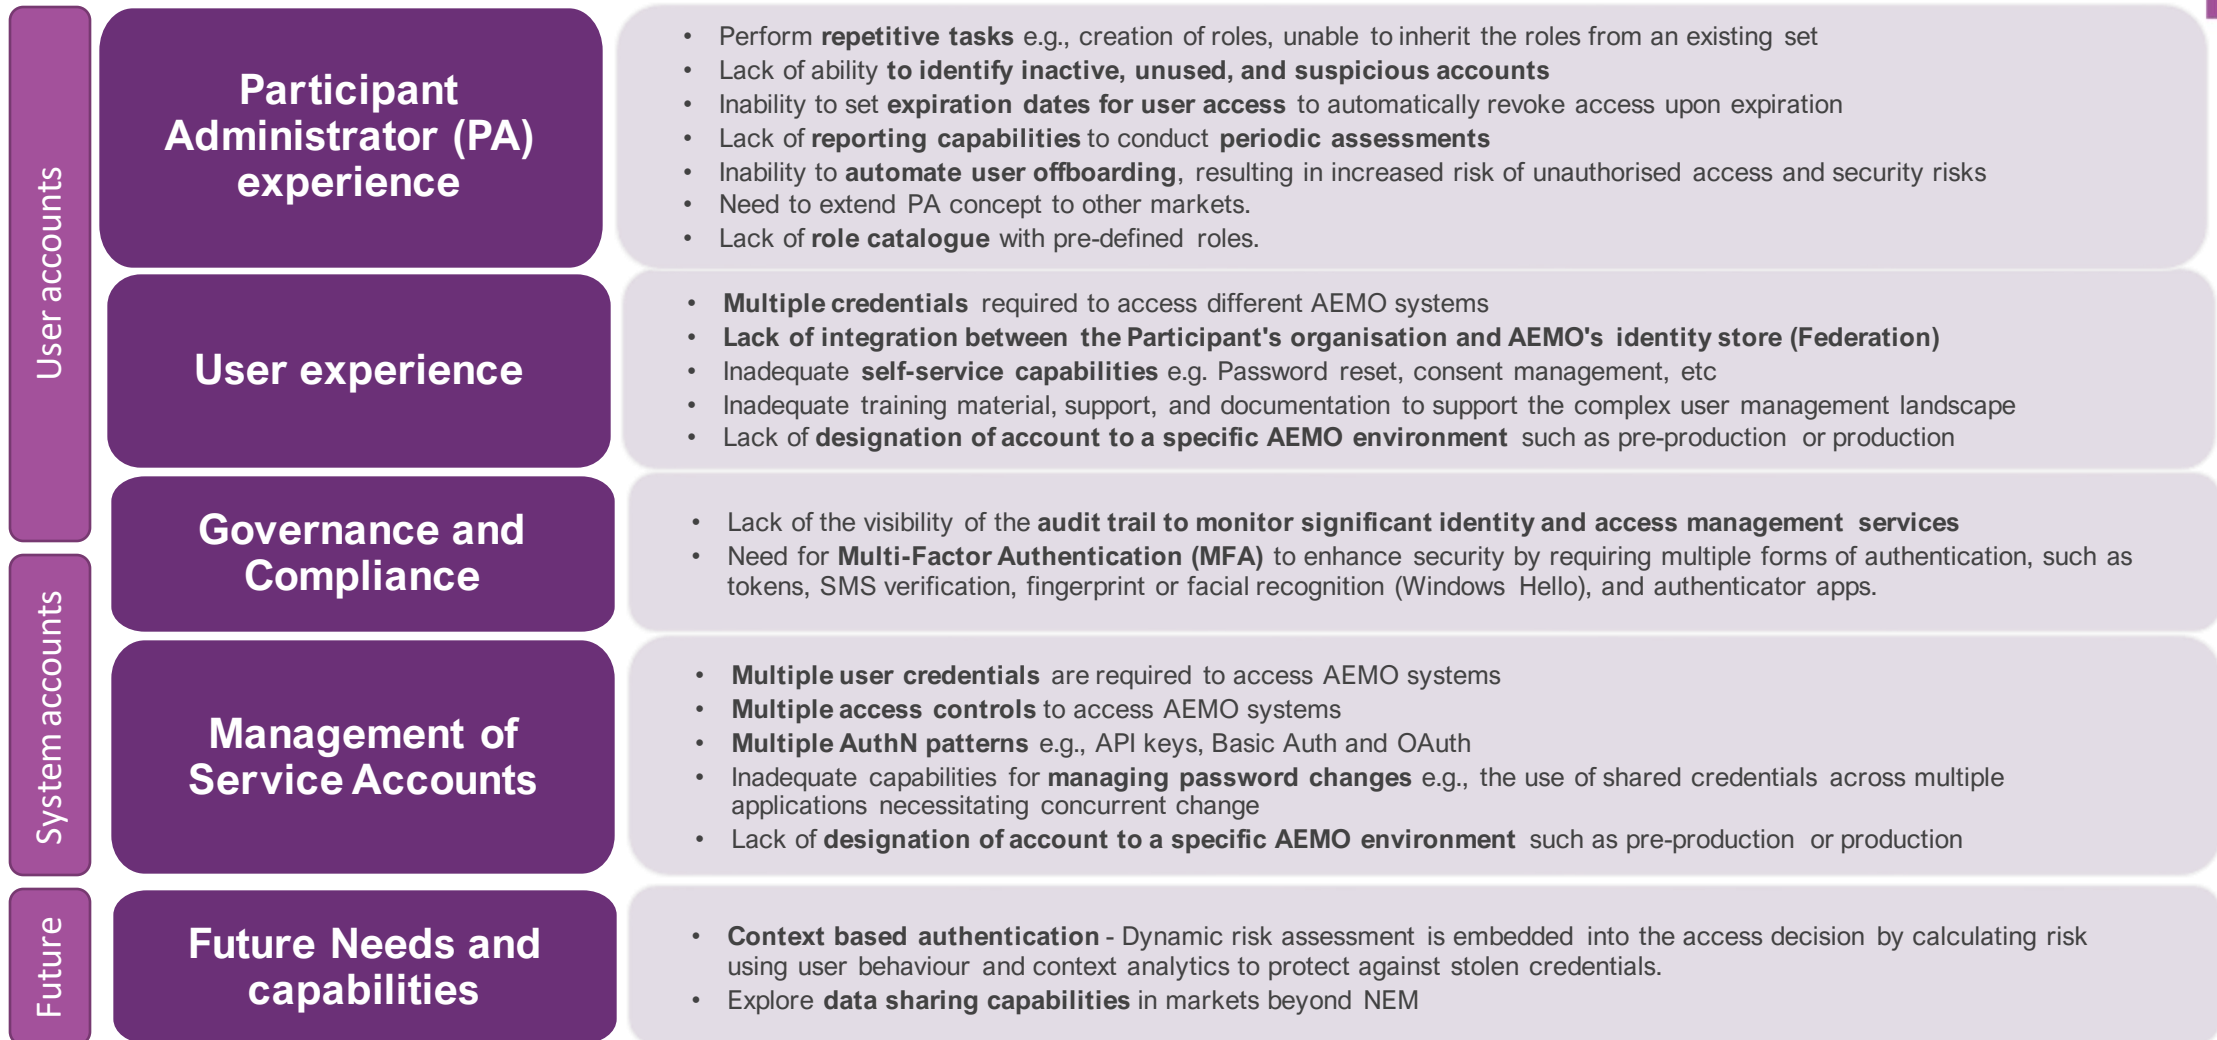 User accounts
Participant
Administrator (PA)
experience
• Perform repetitive tasks e.g., creation of roles, unable to inherit the roles from an existing set
• Lack of ability to identify inactive, unused, and suspicious accounts
• Inability to set expiration dates for user access to automatically revoke access upon expiration
• Lack of reporting capabilities to conduct periodic assessments
• Inability to automate user offboarding, resulting in increased risk of unauthorised access and security risks
• Need to extend PA concept to other markets.
• Lack of role catalogue with pre-defined roles.
User experience
• Multiple credentials required to access different AEMO systems
• Lack of integration between the Participant's organisation and AEMO's identity store (Federation)
• Inadequate self-service capabilities e.g. Password reset, consent management, etc
• Inadequate training material, support, and documentation to support the complex user management landscape
• Lack of designation of account to a specific AEMO environment such as pre-production or production
Governance and
Compliance
• Lack of the visibility of the audit trail to monitor significant identity and access management services
• Need for Multi-Factor Authentication (MFA) to enhance security by requiring multiple forms of authentication, such as
tokens, SMS verification, fingerprint or facial recognition (Windows Hello), and authenticator apps.
System accounts
Management of
Service Accounts
• Multiple user credentials are required to access AEMO systems
• Multiple access controls to access AEMO systems
• Multiple AuthN patterns e.g., API keys, Basic Auth and OAuth
• Inadequate capabilities for managing password changes e.g., the use of shared credentials across multiple
applications necessitating concurrent change
• Lack of designation of account to a specific AEMO environment such as pre-production or production
Future
Future Needs and
capabilities
• Context based authentication - Dynamic risk assessment is embedded into the access decision by calculating risk
using user behaviour and context analytics to protect against stolen credentials.
• Explore data sharing capabilities in markets beyond NEM